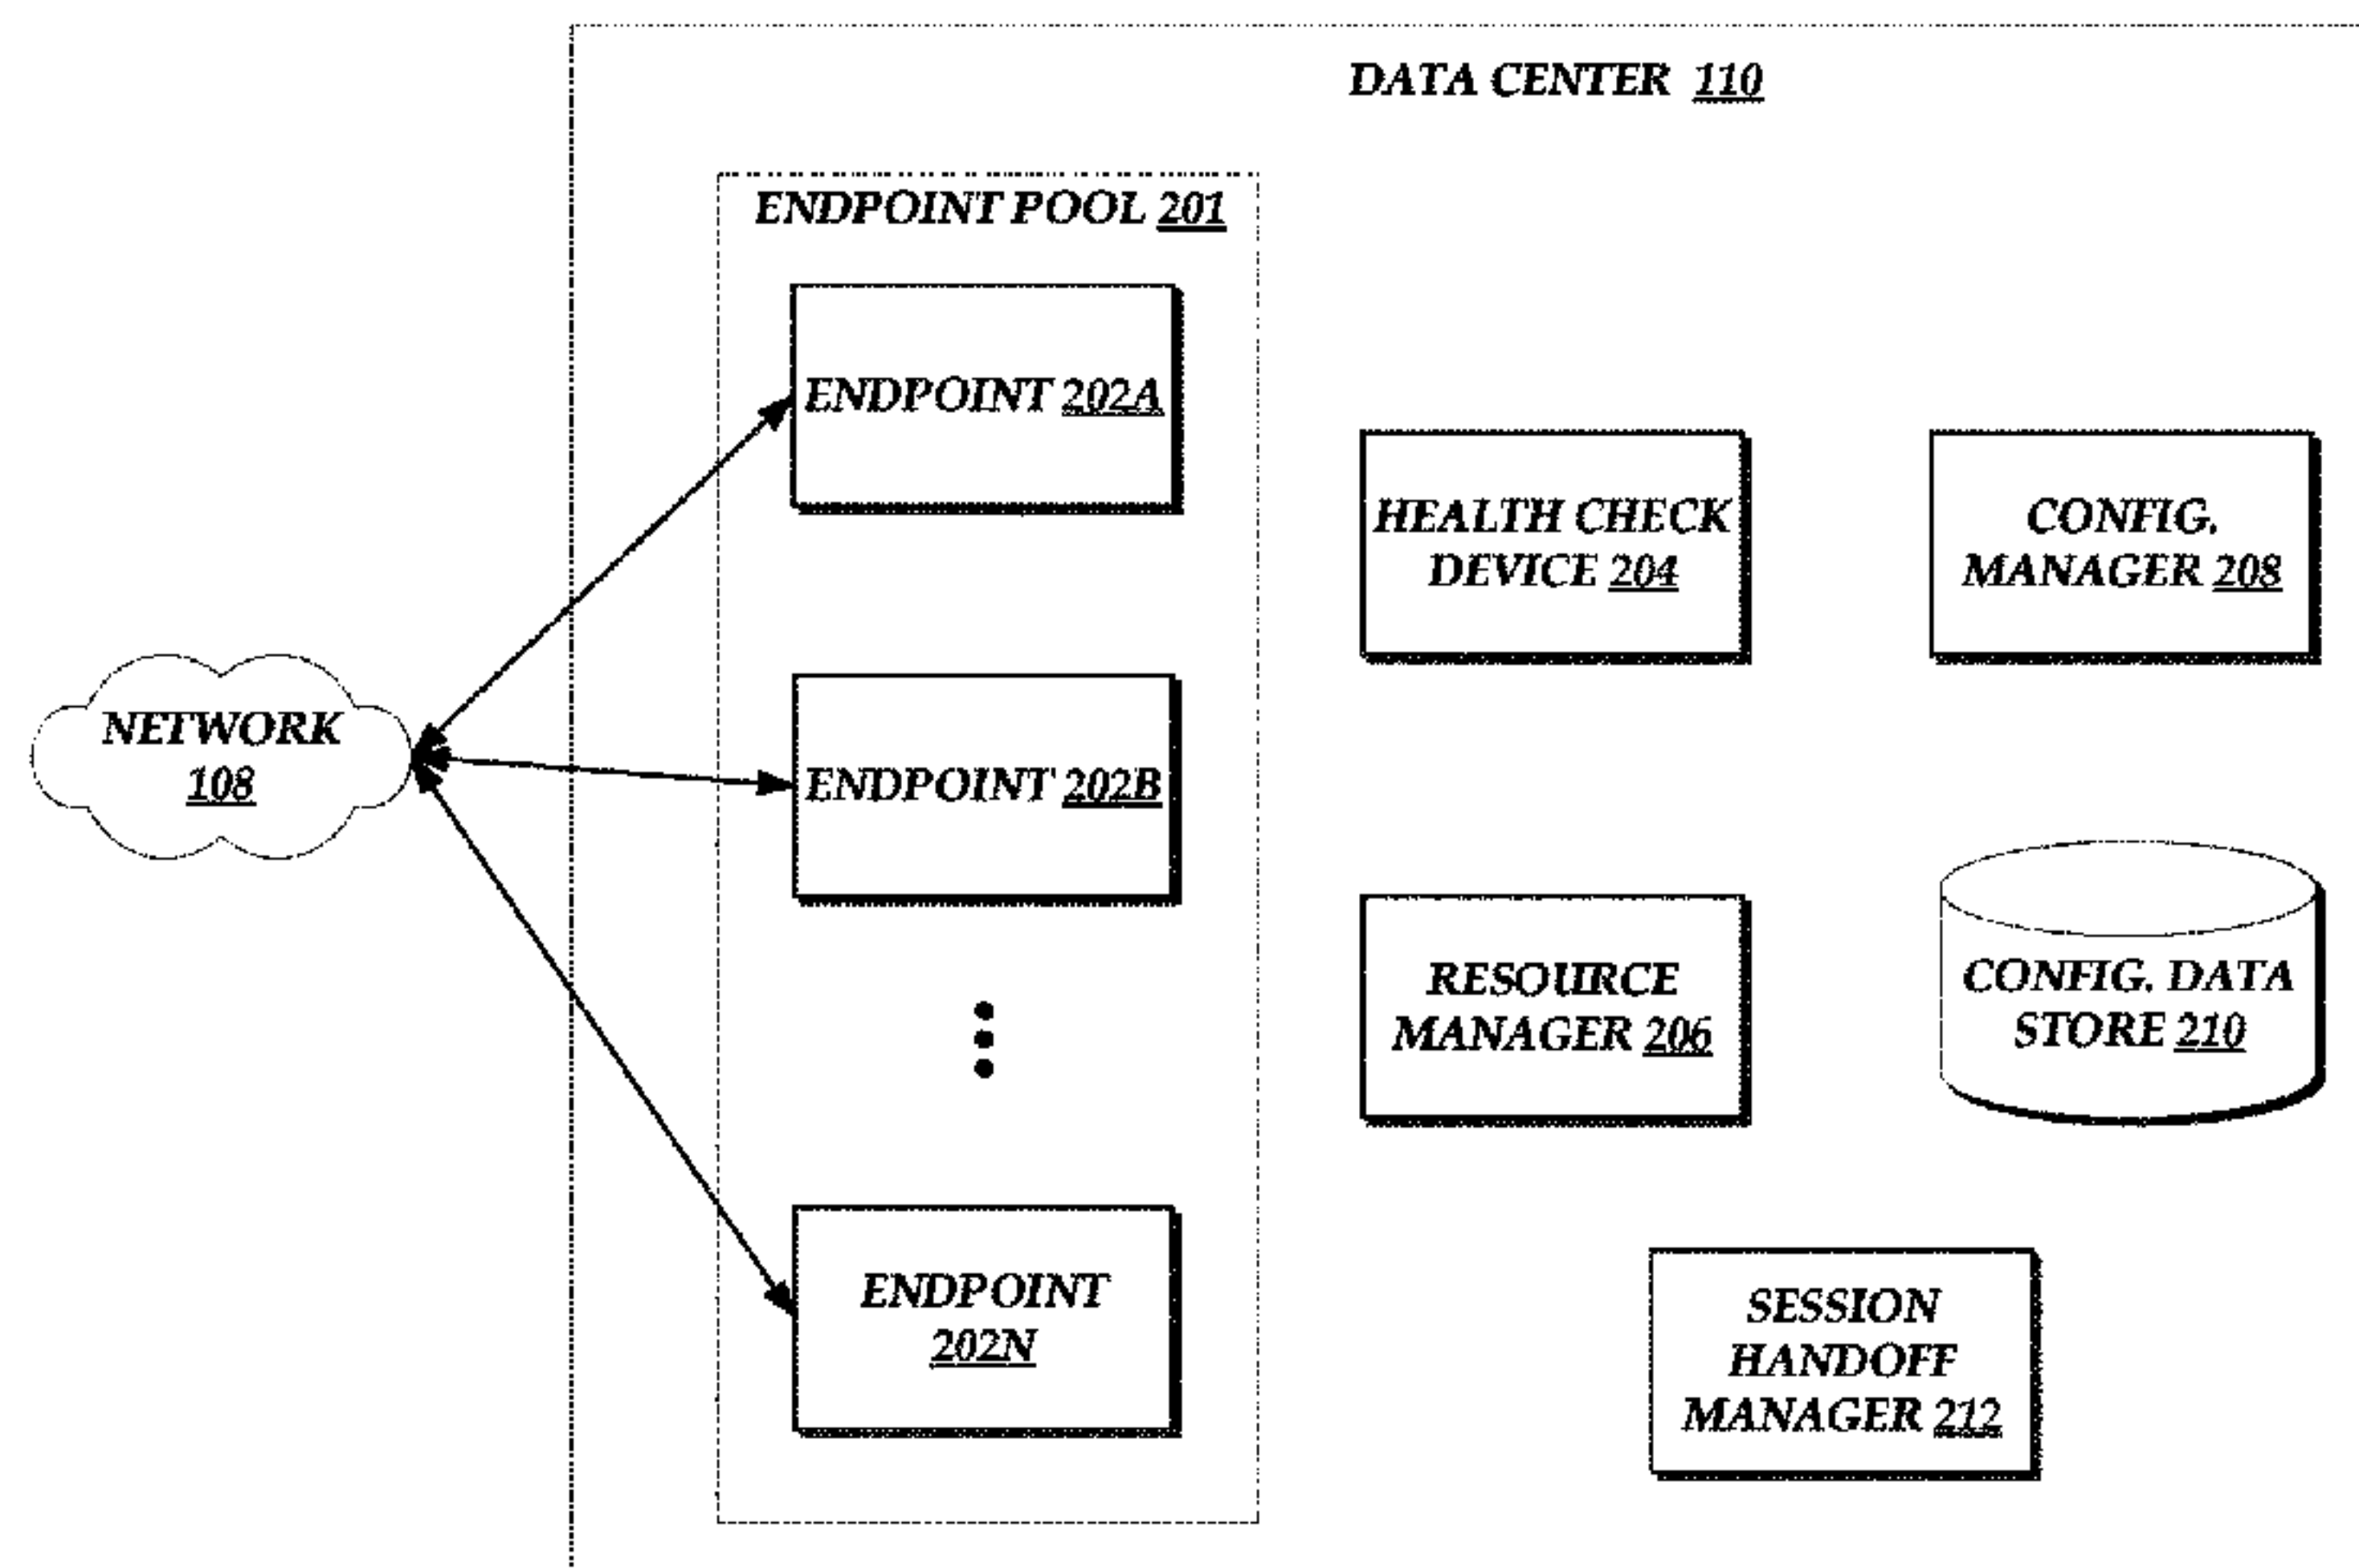 DATA CENTER 110
ENDPOINT POOL 201
ENDPOINT 202A
HEALTH CHECK
DEVICE 204
CONFIG.
MANAGER 208
NETWORK
108
ENDPOINT 202B
RESOURCE
MANAGER 206
CONFIG. DATA
STORE 210
ENDPOINT
202N
SESSION
HANDOFF
MANAGER 212